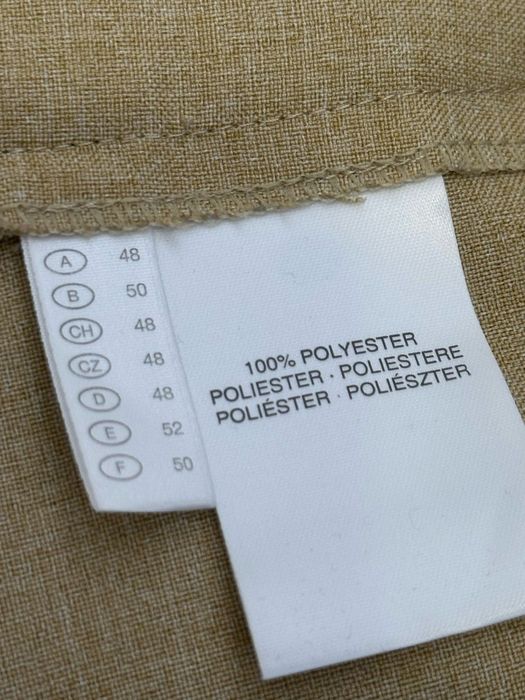 A 48
B 50
CH 48
CZ 48
D 48
E 52
F 50
100% POLYESTER
POLIESTER · POLIESTERE
POLIÉSTER · POLIÉSZTER